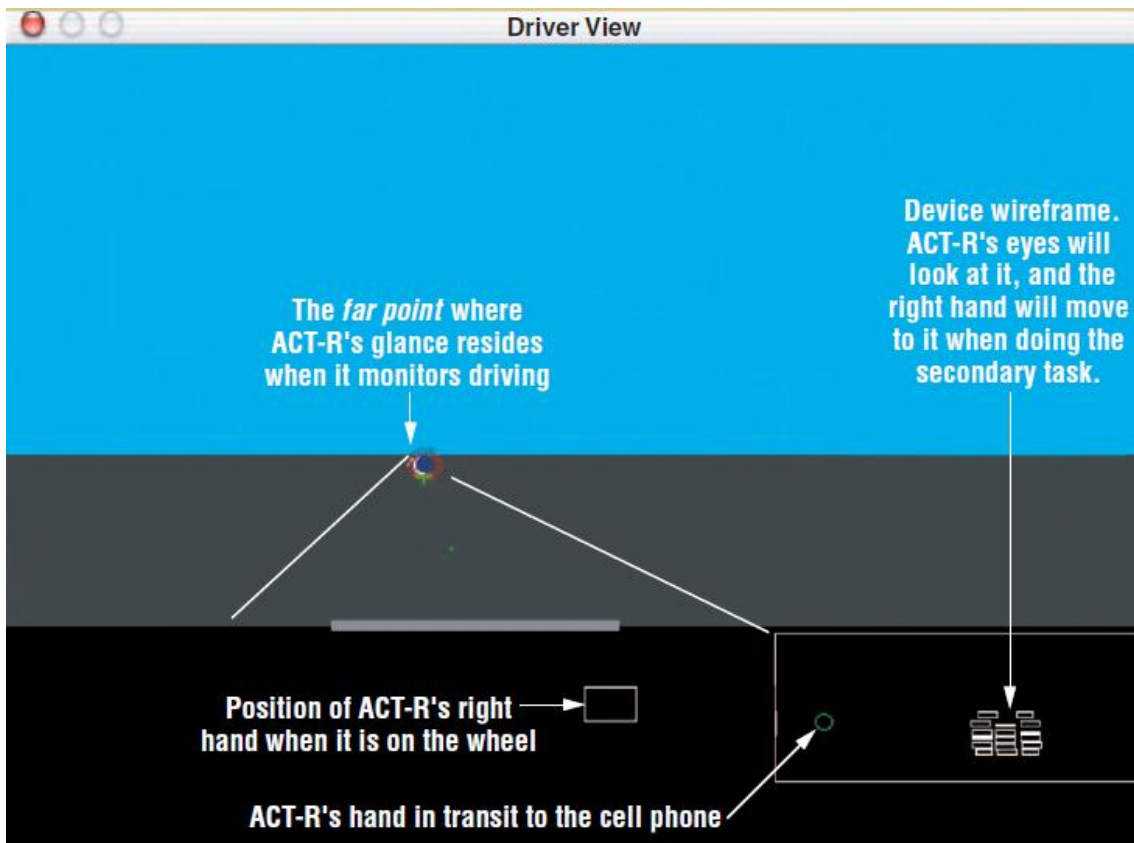 Driver View
Device wireframe.
ACT-R's eyes will
look at it, and the
right hand will move
to it when doing the
secondary task.
The far point where
ACT-R's glance resides
when it monitors driving
Position of ACT-R's right
hand when it is on the wheel
ACT-R's hand in transit to the cell phone